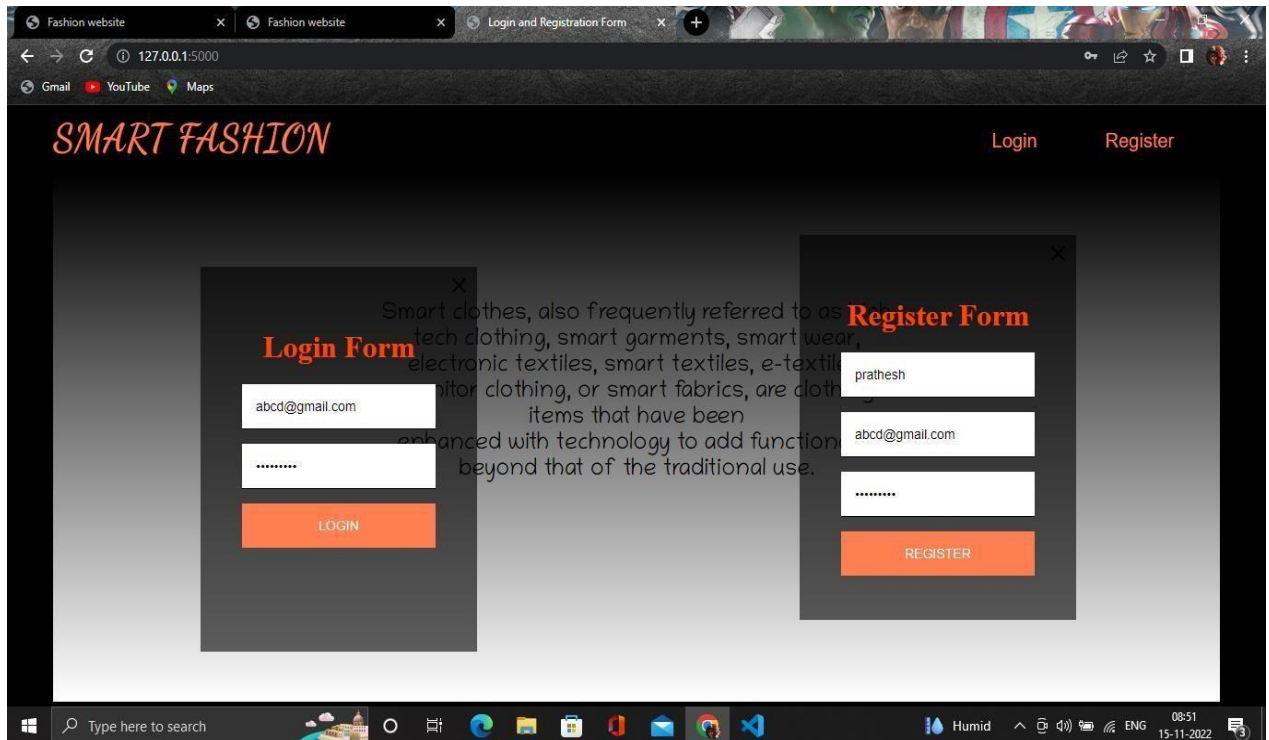 Fashion website
Fashion website
Login and Registration Form
127.0.0.1:5000
Gmail YouTube Maps
SMART FASHION
Login Register
Smart clothes, also frequently referred to as
tech clothing, smart garments, smart wear,
electronic textiles, smart textiles, e-textile
clothing, or smart fabrics, are
items that have been
enhanced with technology to add
beyond that of the traditional use.
Login Form
abcd@gmail.com
•••••••••
LOGIN
Register Form
prathesh
abcd@gmail.com
•••••••••
REGISTER
Type here to search
Humid
ENG
08:51
15-11-2022
3